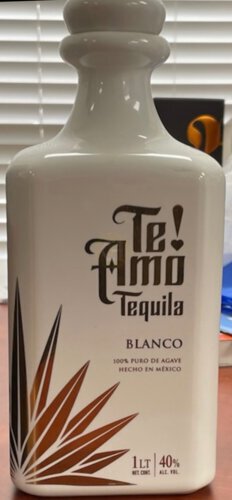 Te!
Amo
Tequila
BLANCO
100% PURO DE AGAVE
HECHO EN MÉXICO
1 LT 40%
NET. CONT. ALC. VOL.